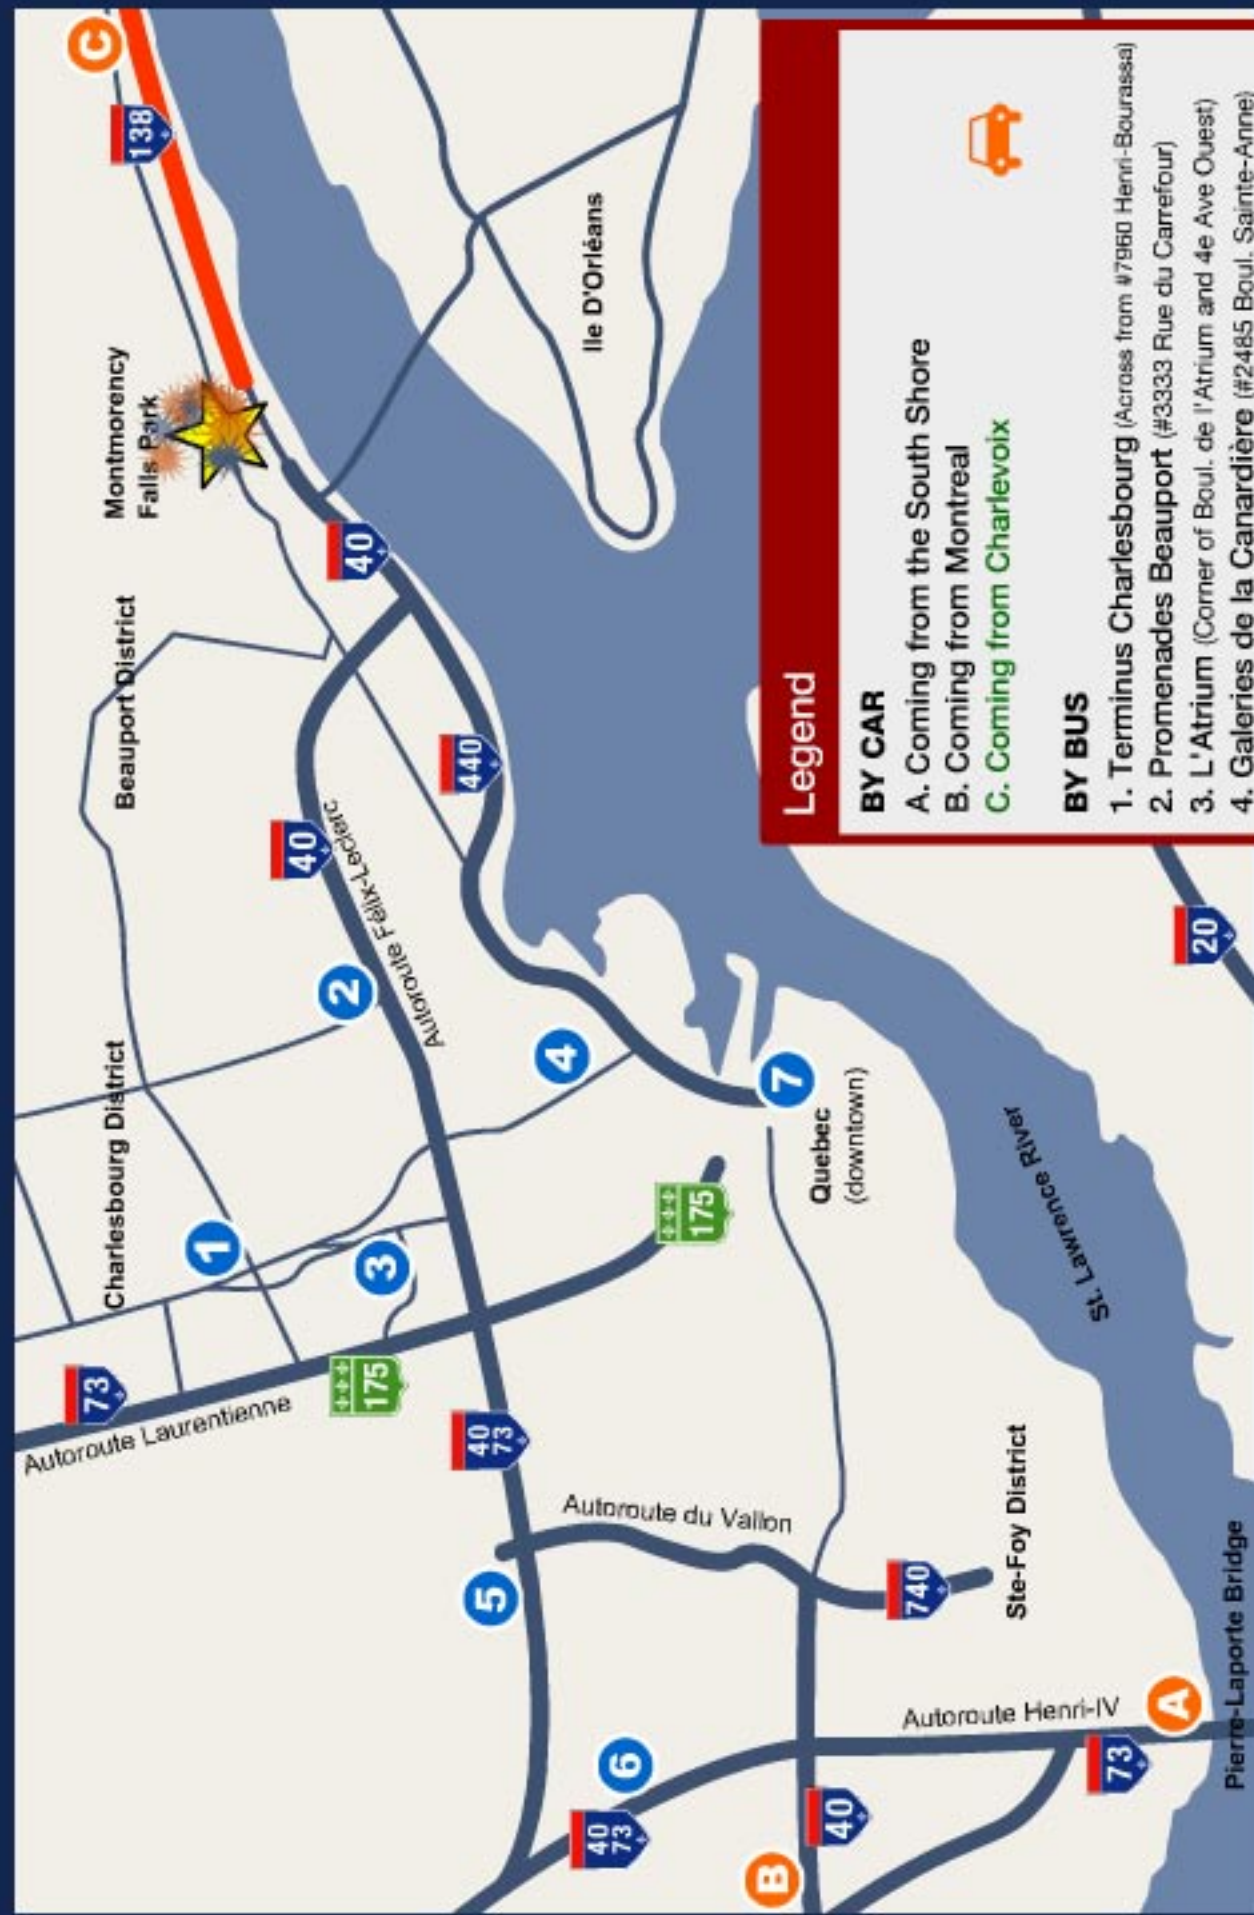 C
138
Montmorency
Falls Park
40
Beauport District
440
40
Autoroute Félix-Leclerc
2
4
Charlesbourg District
1
3
7
Quebec
(downtown)
175
175
73
Autoroute Laurentienne
40
73
5
Autoroute du Vallon
740
Ste-Foy District
6
40
73
B
40
Autoroute Henri-IV
73
A
Pierre-Laporte Bridge
St. Lawrence River
20
Ile D'Orléans
Legend
BY CAR
A. Coming from the South Shore
B. Coming from Montreal
C. Coming from Charlevoix
BY BUS
1. Terminus Charlesbourg (Across from #7960 Henri-Bourassa)
2. Promenades Beauport (#3333 Rue du Carrefour)
3. L'Atrium (Corner of Boul. de l'Atrium and 4e Ave Ouest)
4. Galeries de la Canardière (#2485 Boul. Sainte-Anne)